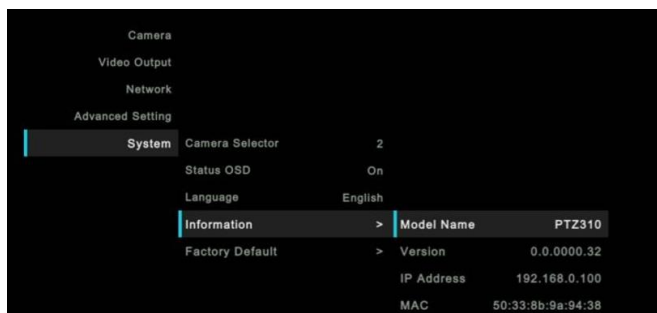 Camera
Video Output
Network
Advanced Setting
System Camera Selector 2
Status OSD On
Language English
Information > Model Name PTZ310
Factory Default > Version 0.0.0000.32
IP Address 192.168.0.100
MAC 50:33:8b:9a:94:38